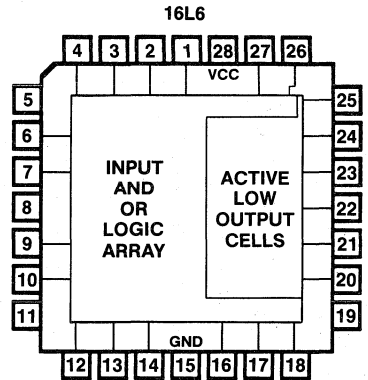 16L6
4 3 2 1 28 27 26
VCC
5 25
6 24
7 23
8 22
9 21
10 20
11 19
INPUT
AND
OR
LOGIC
ARRAY
ACTIVE
LOW
OUTPUT
CELLS
GND
12 13 14 15 16 17 18